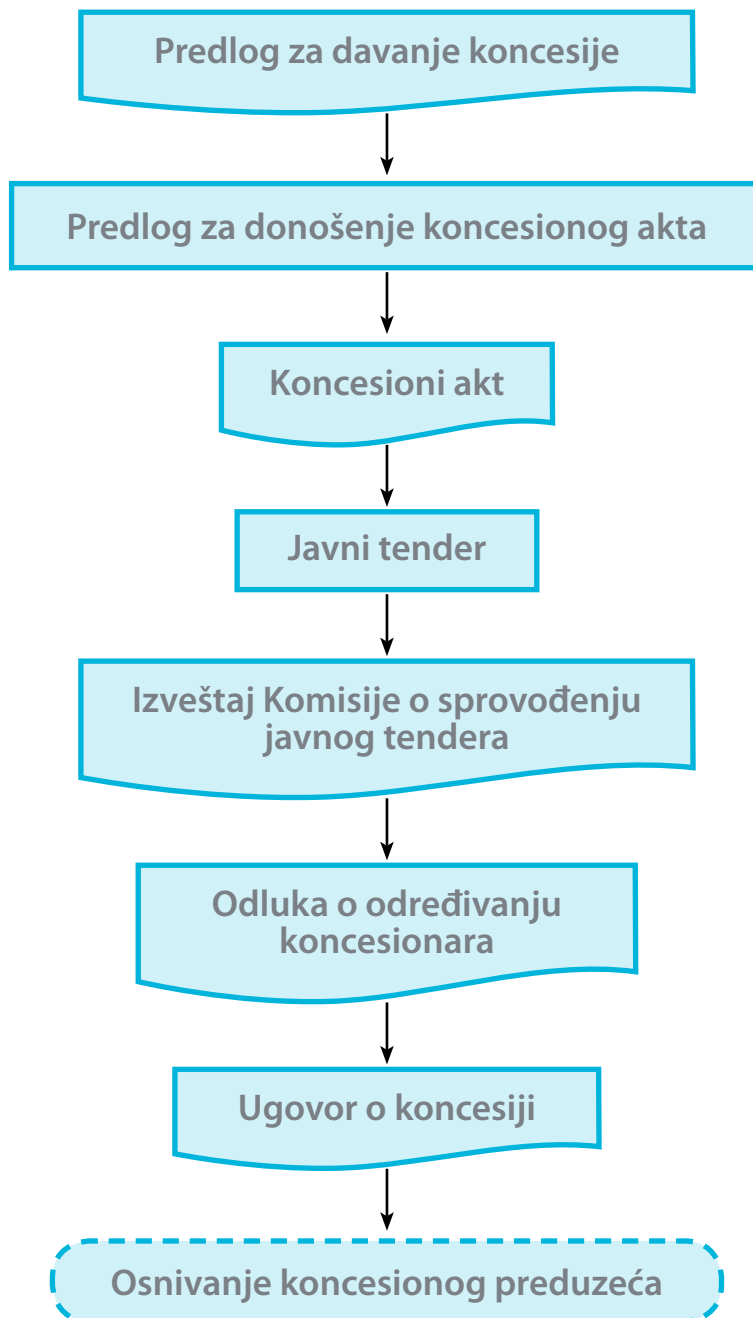 Predlog za davanje koncesije
Predlog za donošenje koncesionog akta
Koncesioni akt
Javni tender
Izveštaj Komisije o sprovođenju
javnog tendera
Odluka o određivanju
koncesionara
Ugovor o koncesiji
Osnivanje koncesionog preduzeća